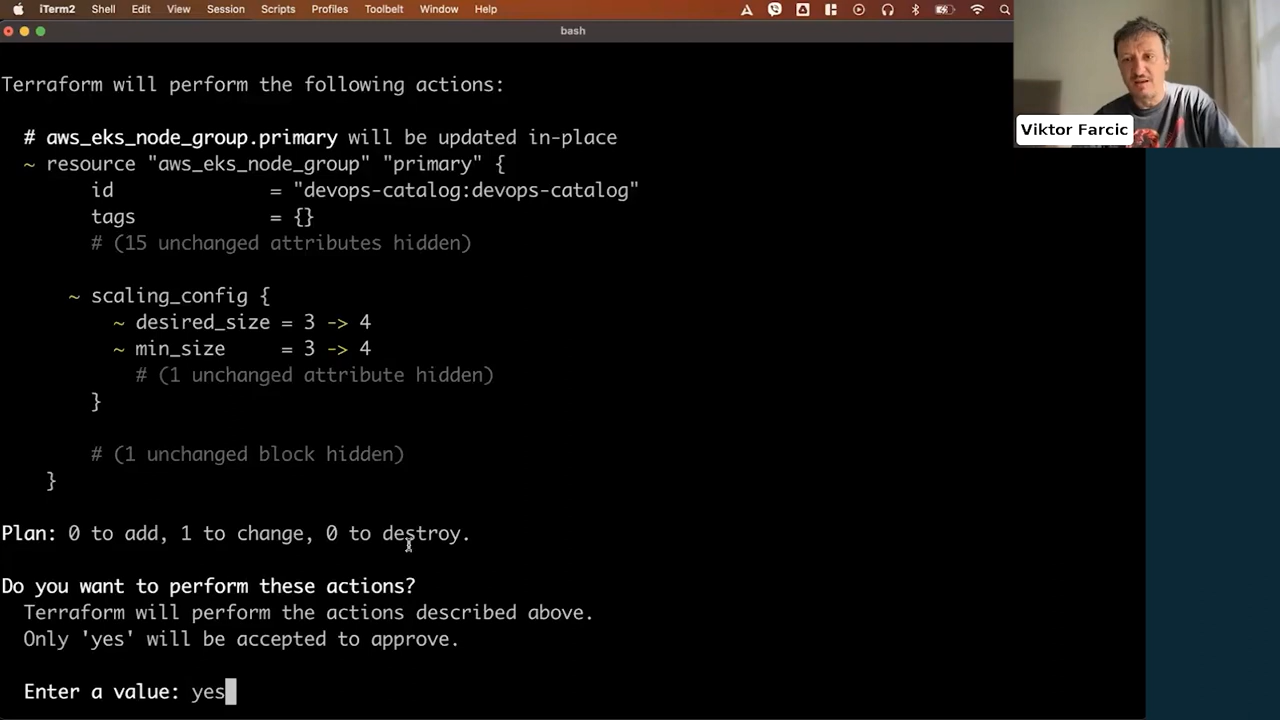 iTerm2 Shell Edit View Session Scripts Profiles Toolbelt Window Help
bash
Terraform will perform the following actions:
Viktor Farcic
# aws_eks_node_group.primary will be updated in-place
~ resource "aws_eks_node_group" "primary" {
id = "devops-catalog:devops-catalog"
tags = {}
# (15 unchanged attributes hidden)
~ scaling_config {
~ desired_size = 3 -> 4
~ min_size = 3 -> 4
# (1 unchanged attribute hidden)
}
# (1 unchanged block hidden)
}
Plan: 0 to add, 1 to change, 0 to destroy.
Do you want to perform these actions?
Terraform will perform the actions described above.
Only 'yes' will be accepted to approve.
Enter a value: yes